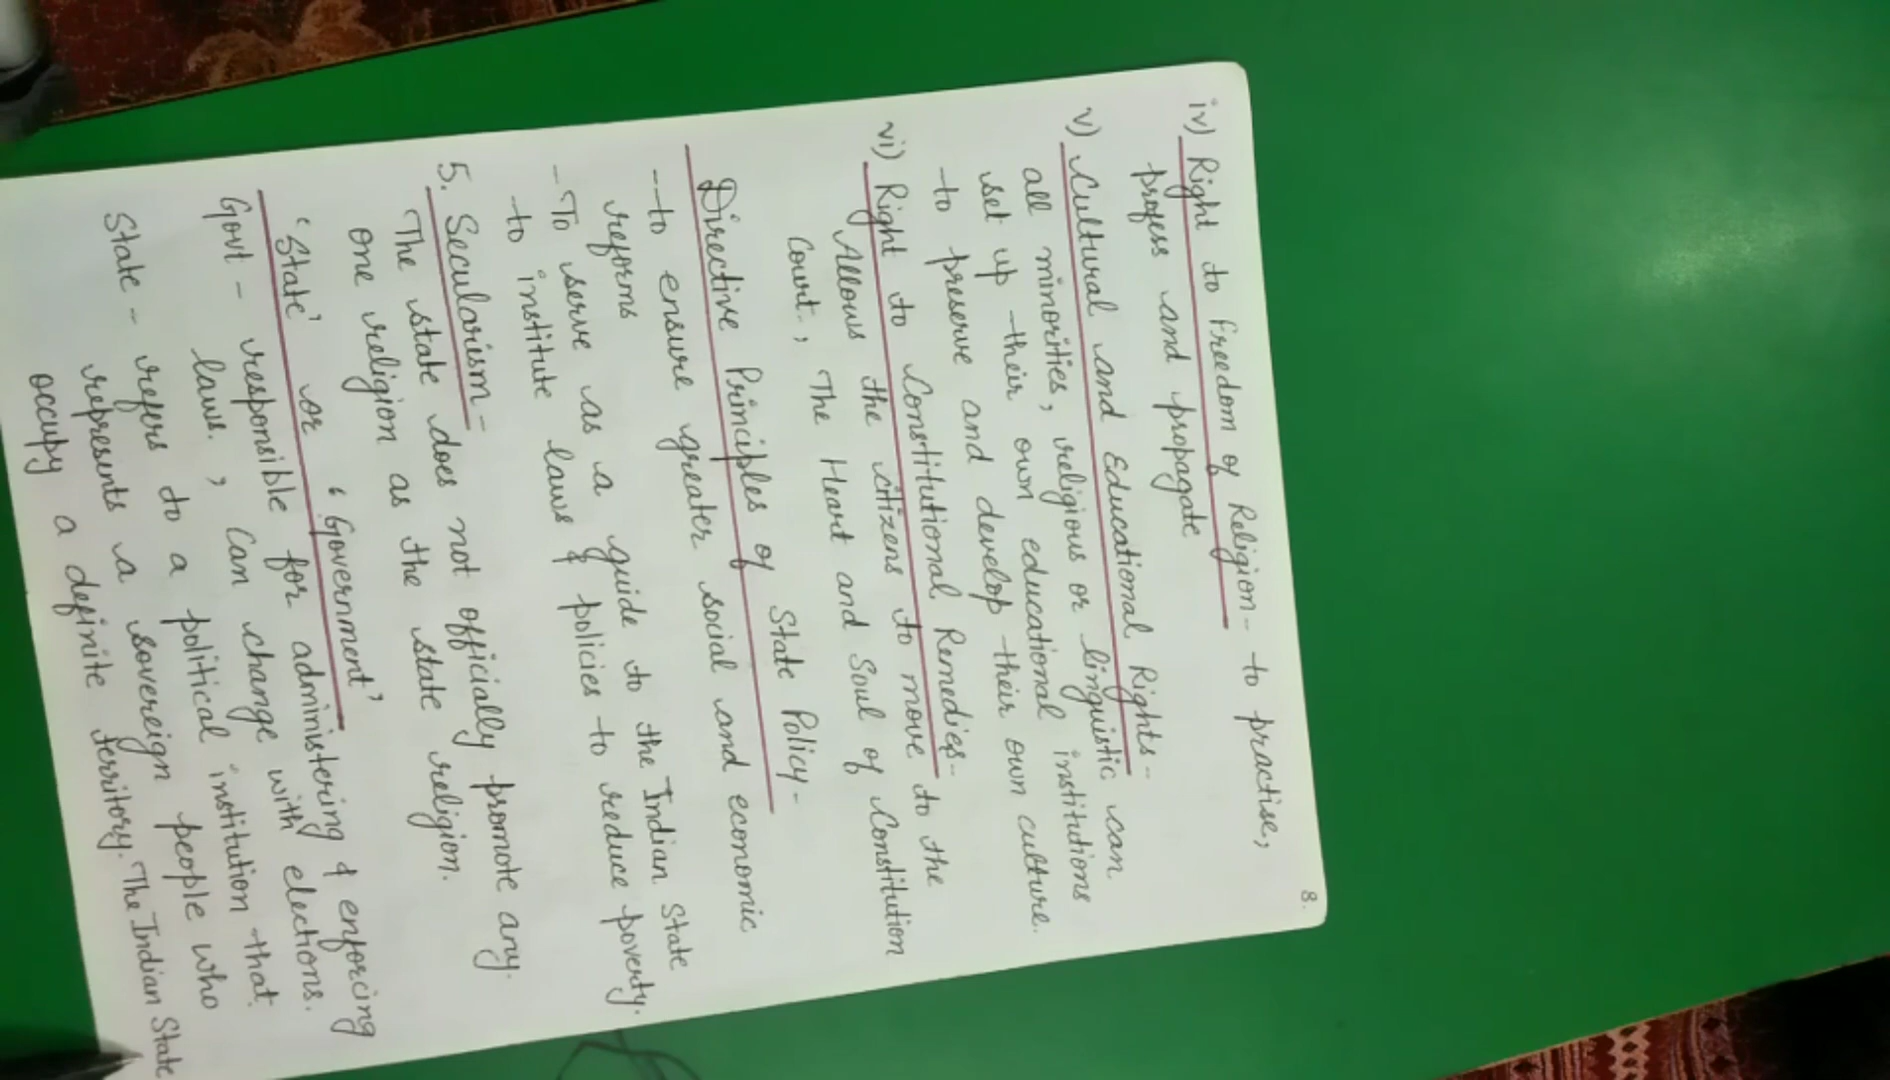 8.
iv) Right to Freedom of Religion - to practise,
profess and propagate
v) Cultural and Educational Rights -
all minorities, religious or linguistic can
set up their own educational institutions
to preserve and develop their own culture.
vi) Right to Constitutional Remedies -
Allows the citizens to move to the
Court., The Heart and Soul of Constitution
Directive Principles of State Policy -
- to ensure greater social and economic
reforms
- To serve as a guide to the Indian State
to institute laws & policies to reduce poverty.
5. Secularism -
The state does not officially promote any.
one religion as the state religion.
'State' or 'Government'
Govt - responsible for administering & enforcing
laws. , Can change with elections.
State - refers to a political institution that
represents a sovereign people who
occupy a definite territory. The Indian State